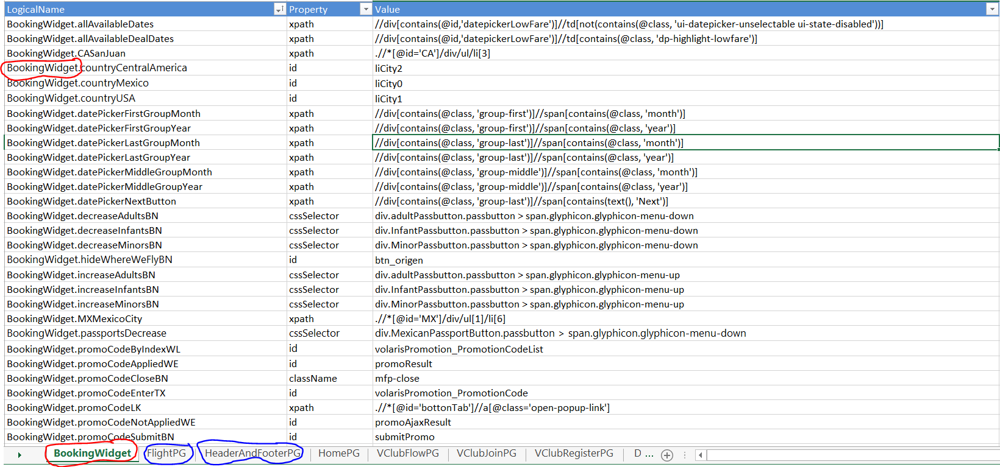 LogicalName Property Value
BookingWidget.allAvailableDates xpath //div[contains(@id,'datepickerLowFare')]//td[not(contains(@class, 'ui-datepicker-unselectable ui-state-disabled'))]
BookingWidget.allAvailableDealDates xpath //div[contains(@id,'datepickerLowFare')]//td[contains(@class, 'dp-highlight-lowfare')]
BookingWidget.CASanJuan xpath .//*[@id='CA']/div/ul/li[3]
BookingWidget.countryCentralAmerica id liCity2
BookingWidget.countryMexico id liCity0
BookingWidget.countryUSA id liCity1
BookingWidget.datePickerFirstGroupMonth xpath //div[contains(@class, 'group-first')]//span[contains(@class, 'month')]
BookingWidget.datePickerFirstGroupYear xpath //div[contains(@class, 'group-first')]//span[contains(@class, 'year')]
BookingWidget.datePickerLastGroupMonth xpath //div[contains(@class, 'group-last')]//span[contains(@class, 'month')]
BookingWidget.datePickerLastGroupYear xpath //div[contains(@class, 'group-last')]//span[contains(@class, 'year')]
BookingWidget.datePickerMiddleGroupMonth xpath //div[contains(@class, 'group-middle')]//span[contains(@class, 'month')]
BookingWidget.datePickerMiddleGroupYear xpath //div[contains(@class, 'group-middle')]//span[contains(@class, 'year')]
BookingWidget.datePickerNextButton xpath //div[contains(@class, 'group-last')]//span[contains(text(), 'Next')]
BookingWidget.decreaseAdultsBN cssSelector div.adultPassbutton.passbutton > span.glyphicon.glyphicon-menu-down
BookingWidget.decreaseInfantsBN cssSelector div.InfantPassbutton.passbutton > span.glyphicon.glyphicon-menu-down
BookingWidget.decreaseMinorsBN cssSelector div.MinorPassbutton.passbutton > span.glyphicon.glyphicon-menu-down
BookingWidget.hideWhereWeFlyBN id btn_origen
BookingWidget.increaseAdultsBN cssSelector div.adultPassbutton.passbutton > span.glyphicon.glyphicon-menu-up
BookingWidget.increaseInfantsBN cssSelector div.InfantPassbutton.passbutton > span.glyphicon.glyphicon-menu-up
BookingWidget.increaseMinorsBN cssSelector div.MinorPassbutton.passbutton > span.glyphicon.glyphicon-menu-up
BookingWidget.MXMexicoCity xpath .//*[@id='MX']/div/ul[1]/li[6]
BookingWidget.passportsDecrease cssSelector div.MexicanPassportButton.passbutton > span.glyphicon.glyphicon-menu-down
BookingWidget.promoCodeByIndexWL id volarisPromotion_PromotionCodeList
BookingWidget.promoCodeAppliedWE id promoResult
BookingWidget.promoCodeCloseBN className mfp-close
BookingWidget.promoCodeEnterTX id volarisPromotion_PromotionCode
BookingWidget.promoCodeLK xpath .//*[@id='bottonTab']//a[@class='open-popup-link']
BookingWidget.promoCodeNotAppliedWE id promoAjaxResult
BookingWidget.promoCodeSubmitBN id submitPromo
BookingWidget FlightPG HeaderAndFooterPG HomePG VClubFlowPG VClubJoinPG VClubRegisterPG D ...